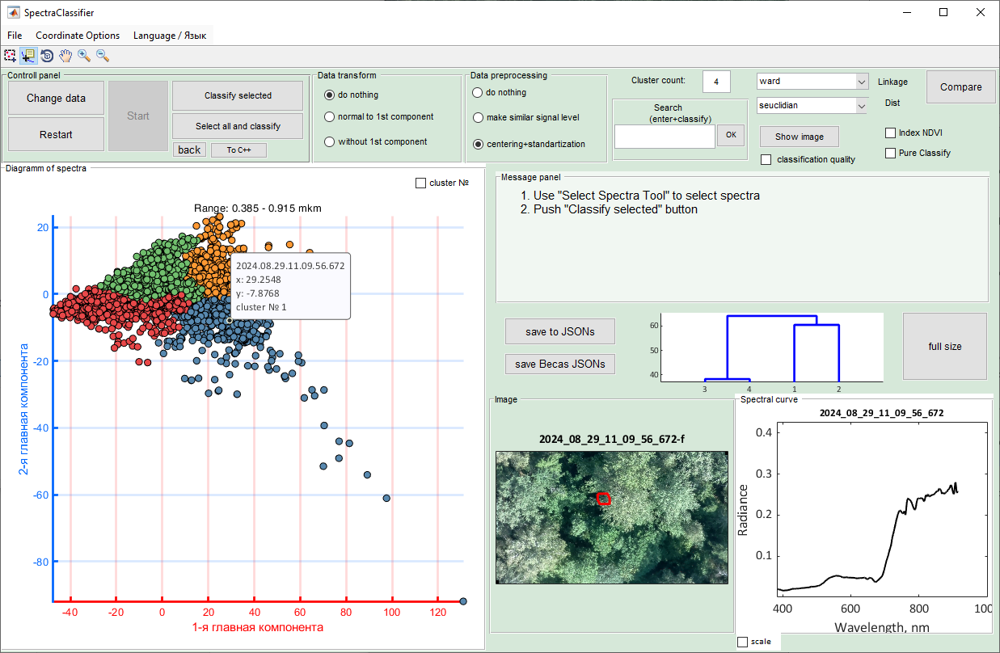 SpectraClassifier
File Coordinate Options Language / Язык
Controll panel
Change data
Restart
Start
Classify selected
Select all and classify
back
To C++
Data transform
do nothing
normal to 1st component
without 1st component
Data preprocessing
do nothing
make similar signal level
centering+standartization
Cluster count:
4
Search
(enter+classify)
OK
ward
Linkage
seuclidian
Dist
Show image
classification quality
Compare
Index NDVI
Pure Classify
Diagramm of spectra
cluster №
Range: 0.385 - 0.915 mkm
20
0
-20
-40
-60
-80
2-я главная компонента
-40 -20 0 20 40 60 80 100 120
1-я главная компонента
2024.08.29.11.09.56.672
x: 29.2548
y: -7.8768
cluster № 1
Message panel
1. Use "Select Spectra Tool" to select spectra
2. Push "Classify selected" button
save to JSONs
save Becas JSONs
60
50
40
3 4 1 2
full size
Image
2024_08_29_11_09_56_672-f
Spectral curve
2024_08_29_11_09_56_672
0.4
0.3
0.2
0.1
Radiance
400 600 800 100
Wavelength, nm
scale